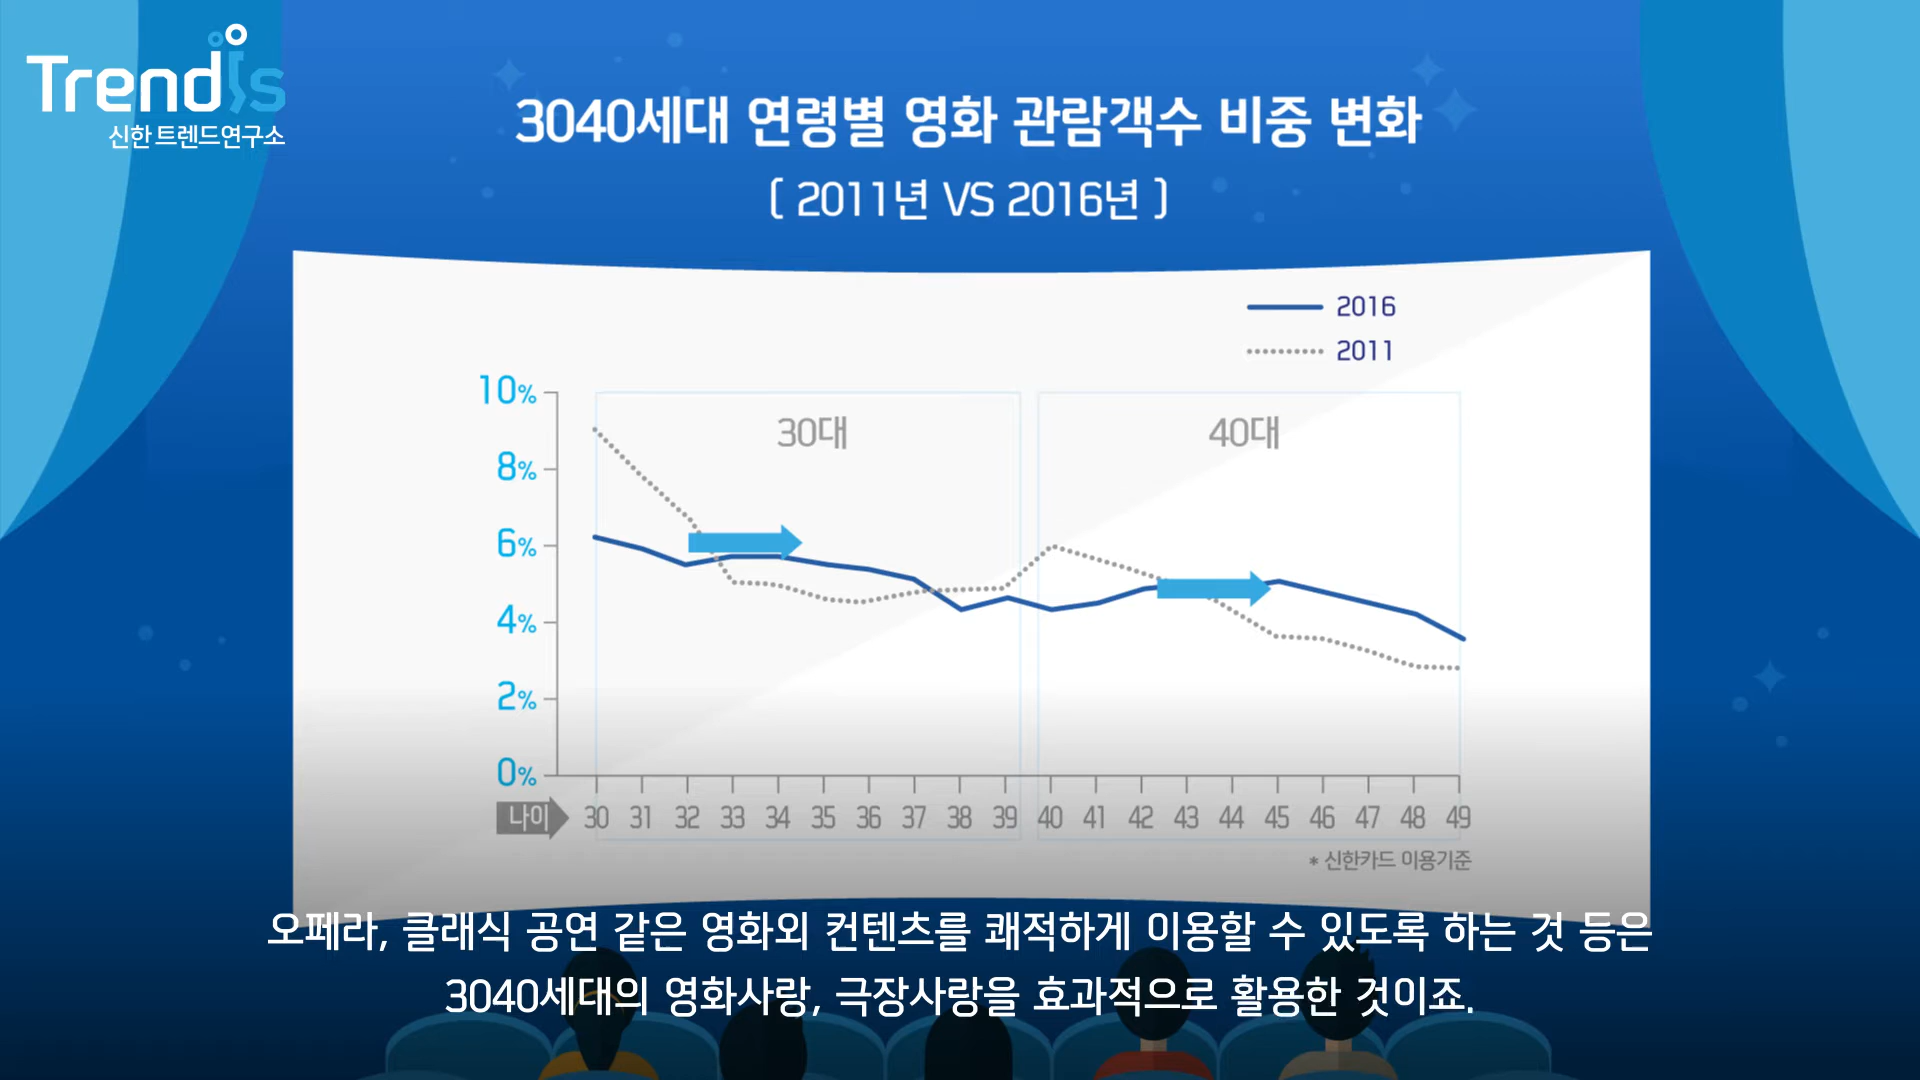 Trendis
신한 트렌드연구소
3040세대 연령별 영화 관람객수 비중 변화
( 2011년 VS 2016년 )
2016
2011
10%
8%
6%
4%
2%
0%
30대
40대
나이
30 31 32 33 34 35 36 37 38 39 40 41 42 43 44 45 46 47 48 49
* 신한카드 이용기준
오페라, 클래식 공연 같은 영화외 컨텐츠를 쾌적하게 이용할 수 있도록 하는 것 등은
3040세대의 영화사랑, 극장사랑을 효과적으로 활용한 것이죠.